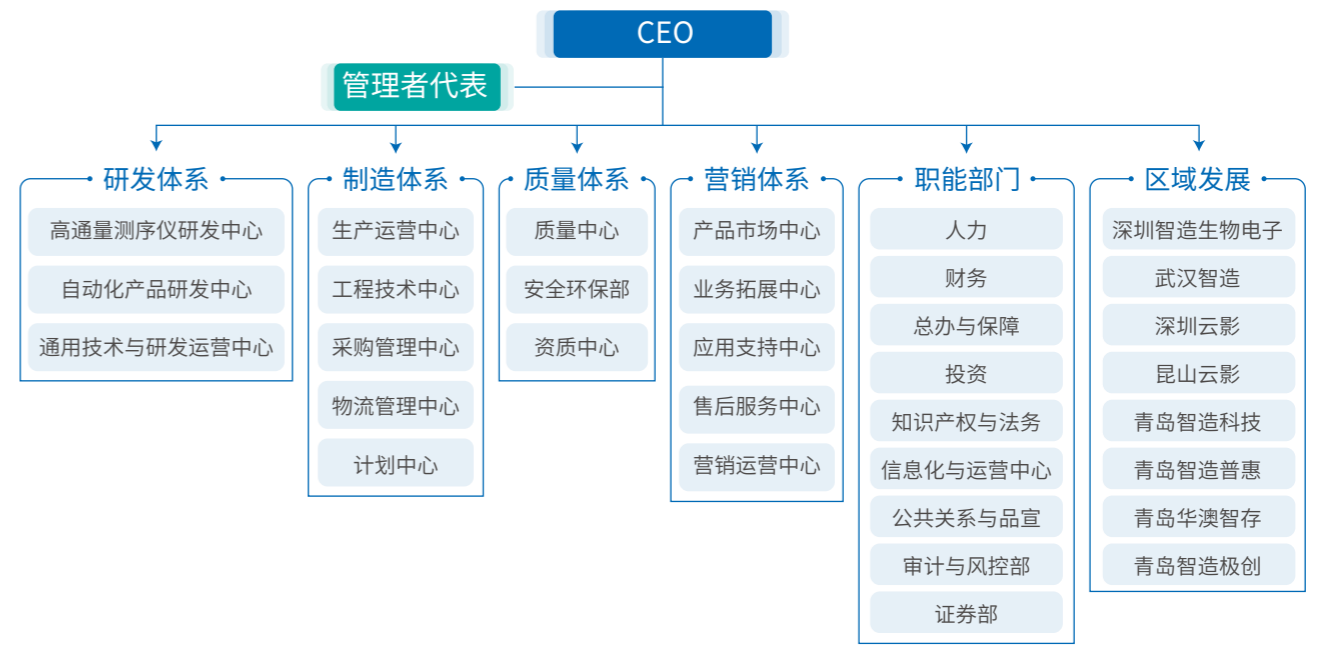 CEO
管理者代表
研发体系
高通量测序仪研发中心
自动化产品研发中心
通用技术与研发运营中心
制造体系
生产运营中心
工程技术中心
采购管理中心
物流管理中心
计划中心
质量体系
质量中心
安全环保部
资质中心
营销体系
产品市场中心
业务拓展中心
应用支持中心
售后服务中心
营销运营中心
职能部门
人力
财务
总办与保障
投资
知识产权与法务
信息化与运营中心
公共关系与品宣
审计与风控部
证券部
区域发展
深圳智造生物电子
武汉智造
深圳云影
昆山云影
青岛智造科技
青岛智造普惠
青岛华澳智存
青岛智造极创